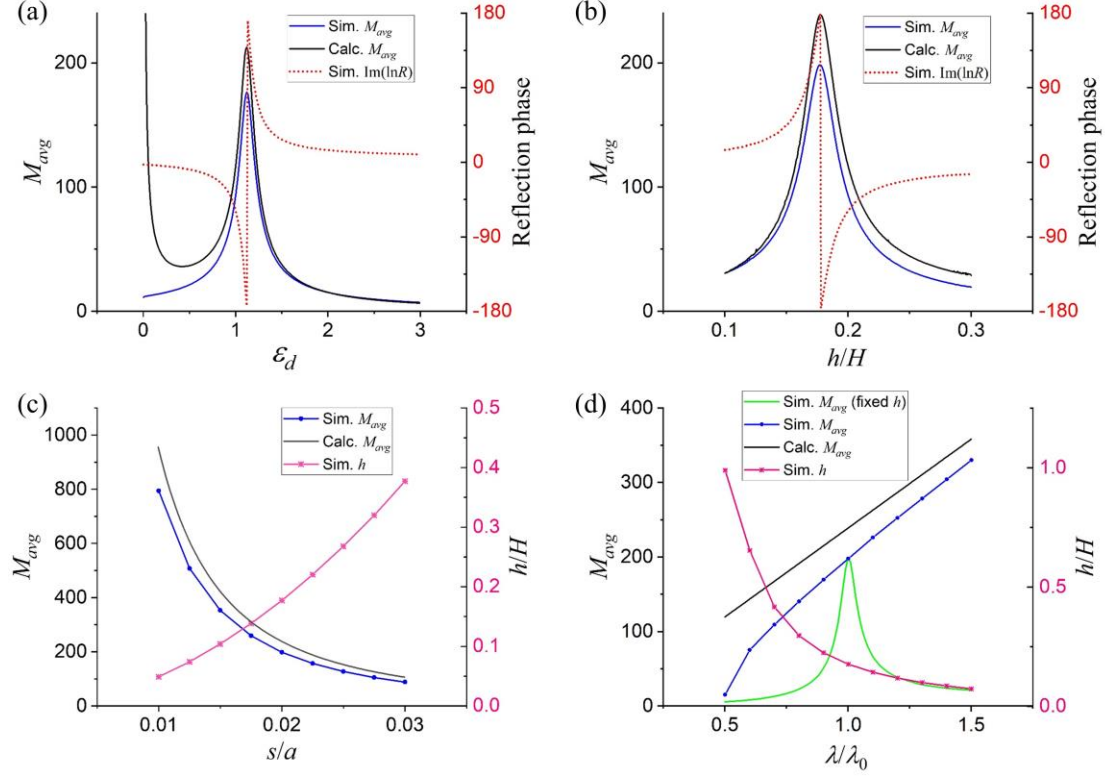 (a)
Sim. M_avg
Calc. M_avg
Sim. Im(lnR)
M_avg
200
100
0
0 1 2 3
ε_d
180
90
0
-90
-180
Reflection phase
(b)
Sim. M_avg
Calc. M_avg
Sim. Im(lnR)
M_avg
200
100
0
0.1 0.2 0.3
h/H
180
90
0
-90
-180
Reflection phase
(c)
Sim. M_avg
Calc. M_avg
Sim. h
M_avg
1000
800
600
400
200
0
0.01 0.02 0.03
s/a
0.5
0.4
0.3
0.2
0.1
0.0
h/H
(d)
Sim. M_avg (fixed h)
Sim. M_avg
Calc. M_avg
Sim. h
M_avg
400
350
300
250
200
150
100
50
0
0.5 1.0 1.5
λ/λ₀
1.0
0.5
0.0
h/H